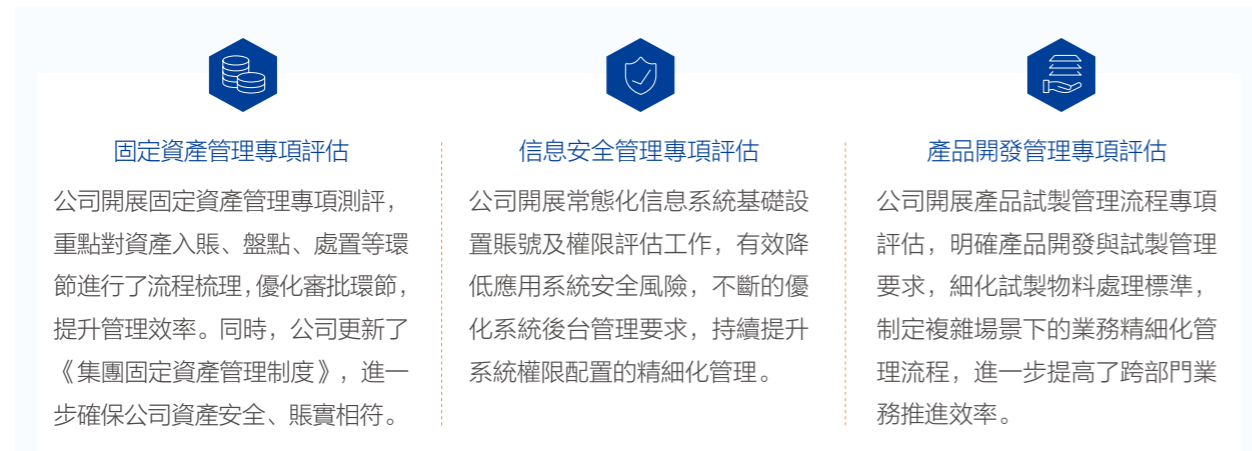 固定資產管理專項評估
公司開展固定資產管理專項測評，
重點對資產入賬、盤點、處置等環
節進行了流程梳理，優化審批環節，
提升管理效率。同時，公司更新了
《集團固定資產管理制度》，進一
步確保公司資產安全、賬實相符。
信息安全管理專項評估
公司開展常態化信息系統基礎設
置賬號及權限評估工作，有效降
低應用系統安全風險，不斷的優
化系統後台管理要求，持續提升
系統權限配置的精細化管理。
產品開發管理專項評估
公司開展產品試製管理流程專項
評估，明確產品開發與試製管理
要求，細化試製物料處理標準，
制定複雜場景下的業務精細化管
理流程，進一步提高了跨部門業
務推進效率。